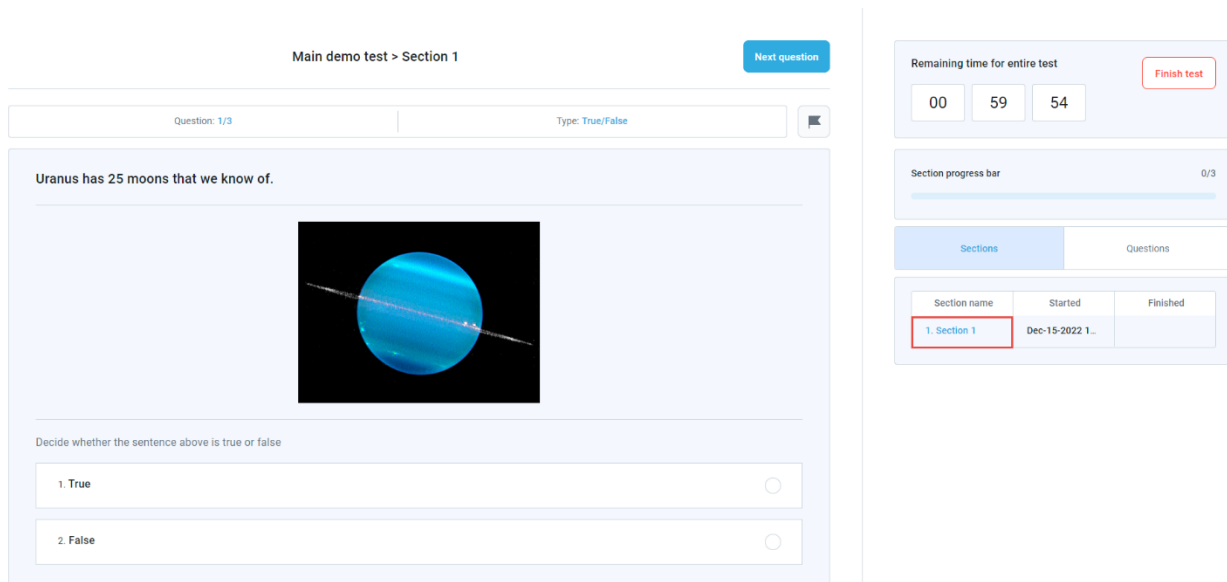 Main demo test > Section 1
Next question
Question: 1/3
Type: True/False
Uranus has 25 moons that we know of.
Decide whether the sentence above is true or false
1. True
2. False
Remaining time for entire test
Finish test
00 59 54
Section progress bar
0/3
Sections
Questions
Section name Started Finished
1. Section 1 Dec-15-2022 1...